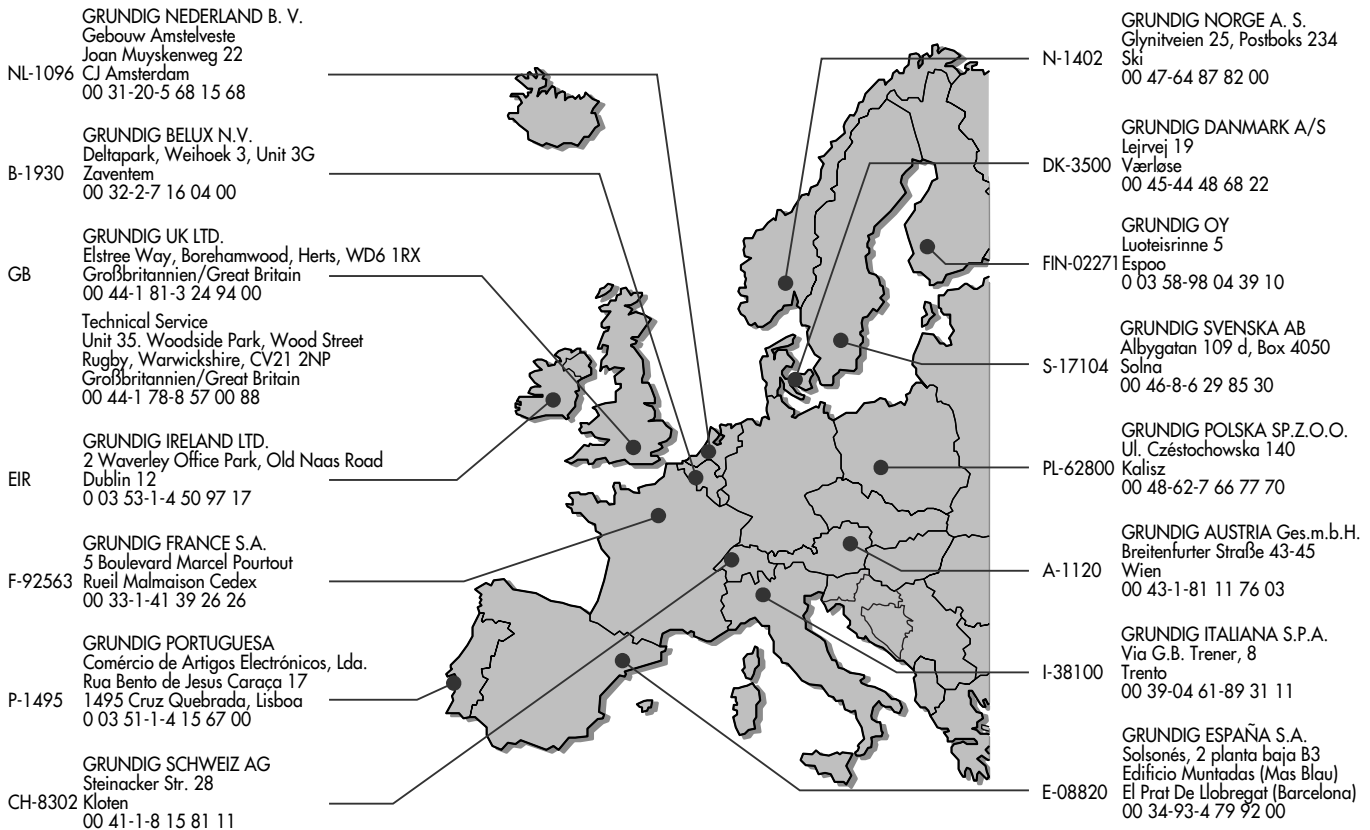 GRUNDIG NEDERLAND B. V.
Gebouw Amstelveste
Joan Muyskenweg 22
NL-1096 CJ Amsterdam
00 31-20-5 68 15 68
GRUNDIG BELUX N.V.
Deltapark, Weihoek 3, Unit 3G
B-1930 Zaventem
00 32-2-7 16 04 00
GRUNDIG UK LTD.
Elstree Way, Borehamwood, Herts, WD6 1RX
GB Großbritannien/Great Britain
00 44-1 81-3 24 94 00
Technical Service
Unit 35. Woodside Park, Wood Street
Rugby, Warwickshire, CV21 2NP
Großbritannien/Great Britain
00 44-1 78-8 57 00 88
GRUNDIG IRELAND LTD.
2 Waverley Office Park, Old Naas Road
EIR Dublin 12
0 03 53-1-4 50 97 17
GRUNDIG FRANCE S.A.
5 Boulevard Marcel Pourtout
F-92563 Rueil Malmaison Cedex
00 33-1-41 39 26 26
GRUNDIG PORTUGUESA
Comércio de Artigos Electrónicos, Lda.
Rua Bento de Jesus Caraça 17
P-1495 1495 Cruz Quebrada, Lisboa
0 03 51-1-4 15 67 00
GRUNDIG SCHWEIZ AG
Steinacker Str. 28
CH-8302 Kloten
00 41-1-8 15 81 11
GRUNDIG NORGE A. S.
Glynitveien 25, Postboks 234
N-1402 Ski
00 47-64 87 82 00
GRUNDIG DANMARK A/S
Lejrvej 19
DK-3500 Værløse
00 45-44 48 68 22
GRUNDIG OY
Luoteisrinne 5
FIN-02271 Espoo
0 03 58-98 04 39 10
GRUNDIG SVENSKA AB
Albygatan 109 d, Box 4050
S-17104 Solna
00 46-8-6 29 85 30
GRUNDIG POLSKA SP.Z.O.O.
Ul. Czéstochowska 140
PL-62800 Kalisz
00 48-62-7 66 77 70
GRUNDIG AUSTRIA Ges.m.b.H.
Breitenfurter Straße 43-45
A-1120 Wien
00 43-1-81 11 76 03
GRUNDIG ITALIANA S.P.A.
Via G.B. Trener, 8
I-38100 Trento
00 39-04 61-89 31 11
GRUNDIG ESPAÑA S.A.
Solsonés, 2 planta baja B3
Edificio Muntadas (Mas Blau)
E-08820 El Prat De Llobregat (Barcelona)
00 34-93-4 79 92 00